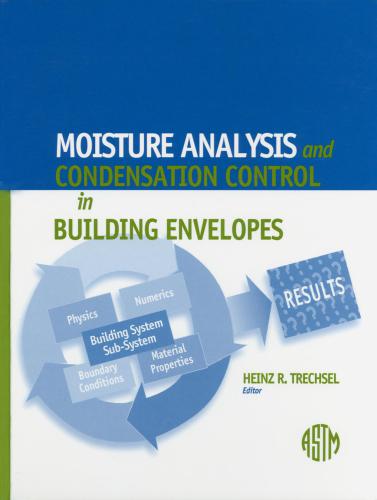 MOISTURE ANALYSIS and
CONDENSATION CONTROL
in
BUILDING ENVELOPES
Physics
Numerics
Building System
Sub-System
Boundary
Conditions
Material
Properties
RESULTS
HEINZ R. TRECHSEL
Editor
ASTM